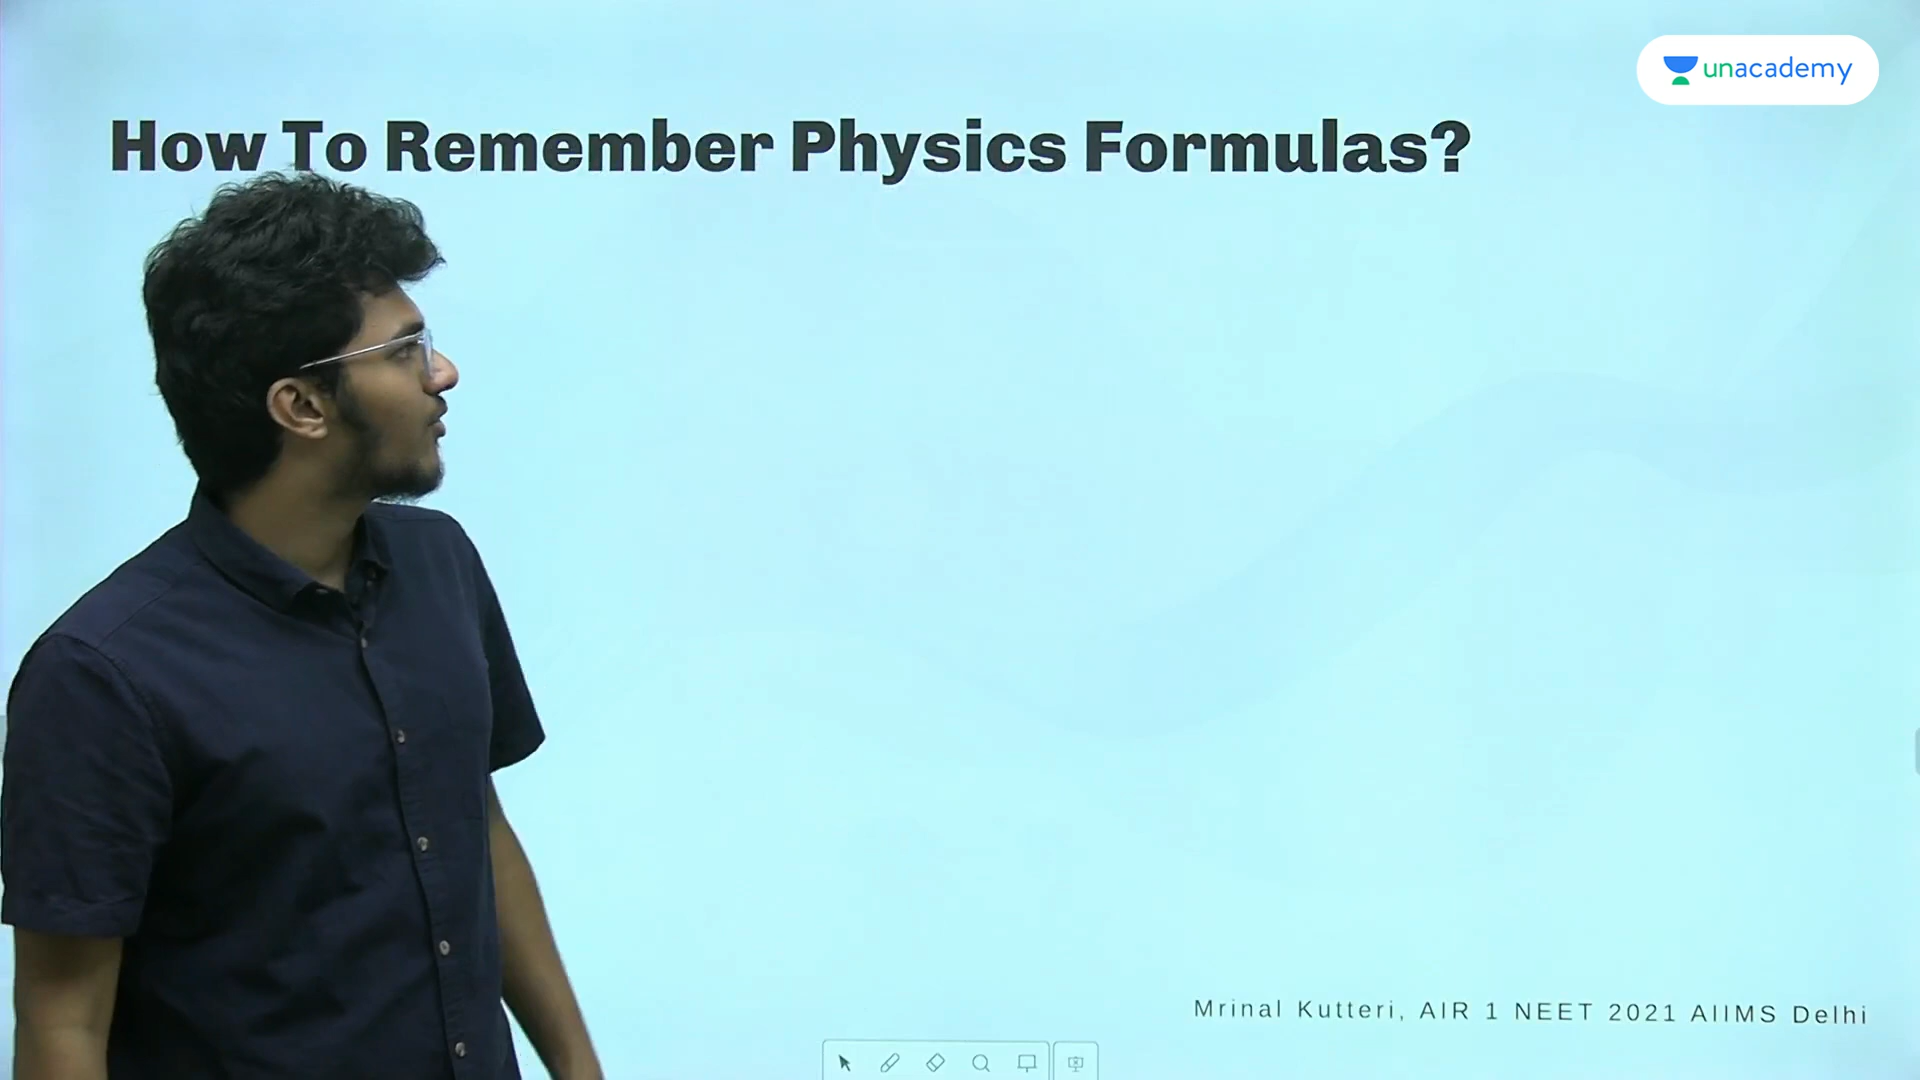 unacademy
How To Remember Physics Formulas?
Mrinal Kutteri, AIR 1 NEET 2021 AIIMS Delhi